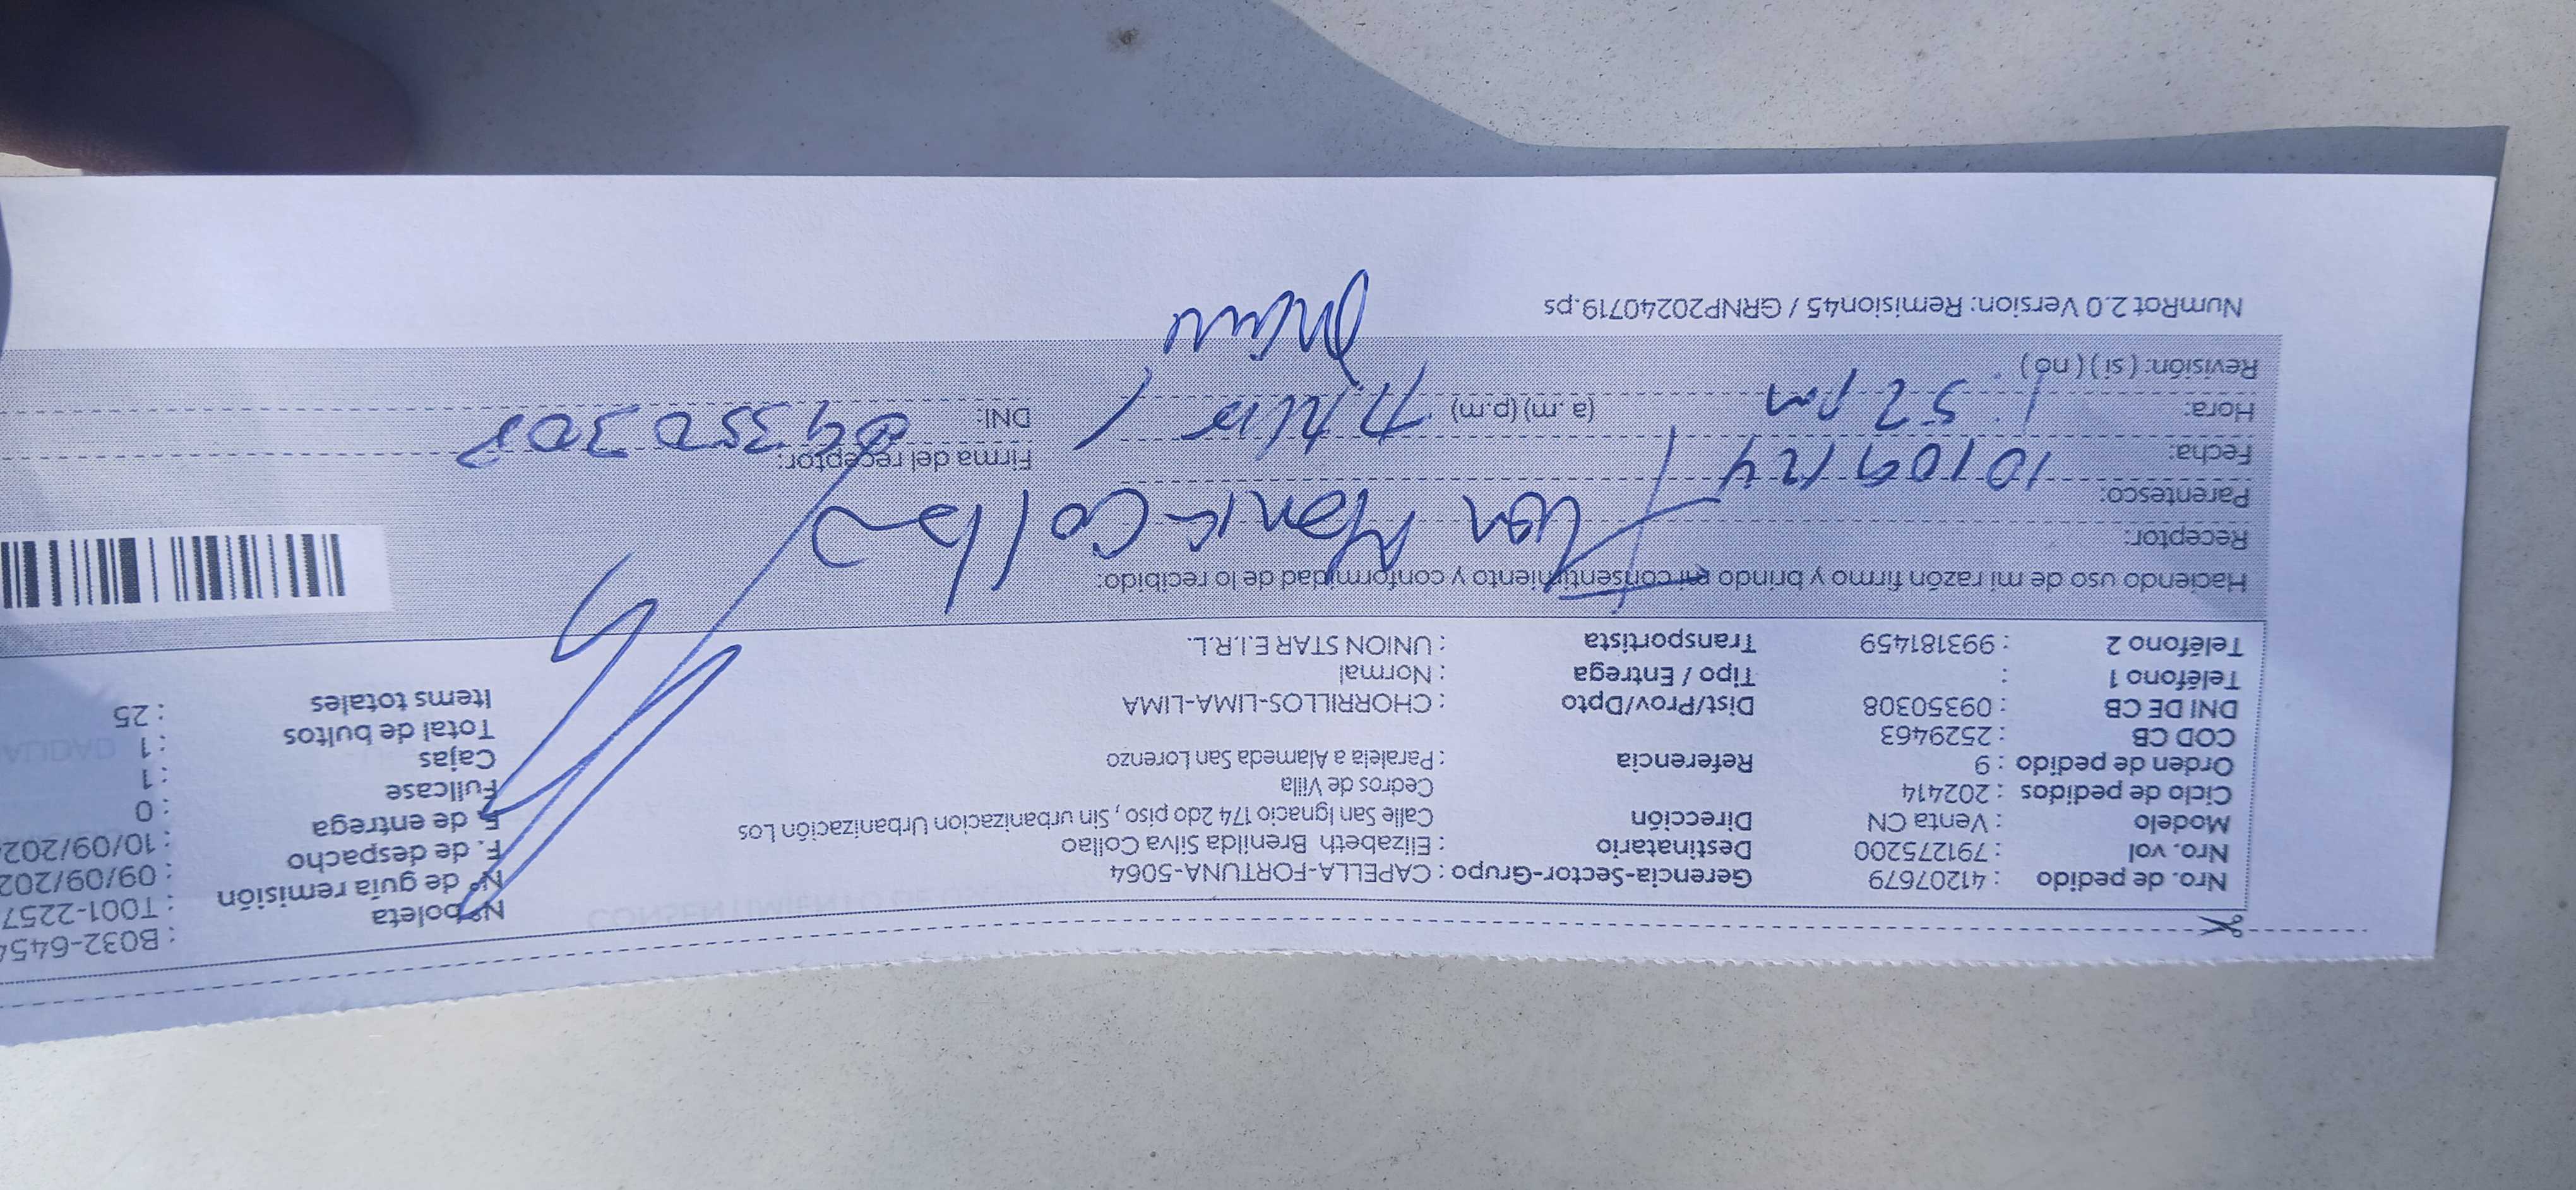 Nro. de pedido : 41207679 Gerencia-Sector-Grupo : CAPELLA-FORTUNA-5064 N° boleta : B032-6454
Nro. vol : 791275200 Destinatario : Elizabeth Brenilda Silva Collao N° de guía remisión : T001-2257
Modelo : Venta CN Dirección Calle San Ignacio 174 2do piso, Sin urbanizacion Urbanización Los F. de despacho : 09/09/202
Ciclo de pedidos : 202414 Cedros de Villa F. de entrega : 10/09/202
Orden de pedido : 9 Referencia : Paralela a Alameda San Lorenzo Fullcase : 0
COD CB : 2529463 Cajas : 1
DNI DE CB : 09350308 Dist/Prov/Dpto : CHORRILLOS-LIMA-LIMA Total de bultos : 1
Teléfono 1 : Tipo / Entrega : Normal Items totales : 25
Teléfono 2 : 993181459 Transportista : UNION STAR E.I.R.L.
Haciendo uso de mi razón firmo y brindo mi consentimiento y conformidad de lo recibido:
Receptor:
Parentesco:
Fecha: 10/09/24 Firma del receptor:
Hora: 1:52 pm (a.m) (p.m) DNI: 09350308
Revisión: (si) (no)
NumRot 2.0 Version: Remision45 / GRNP20240719.ps